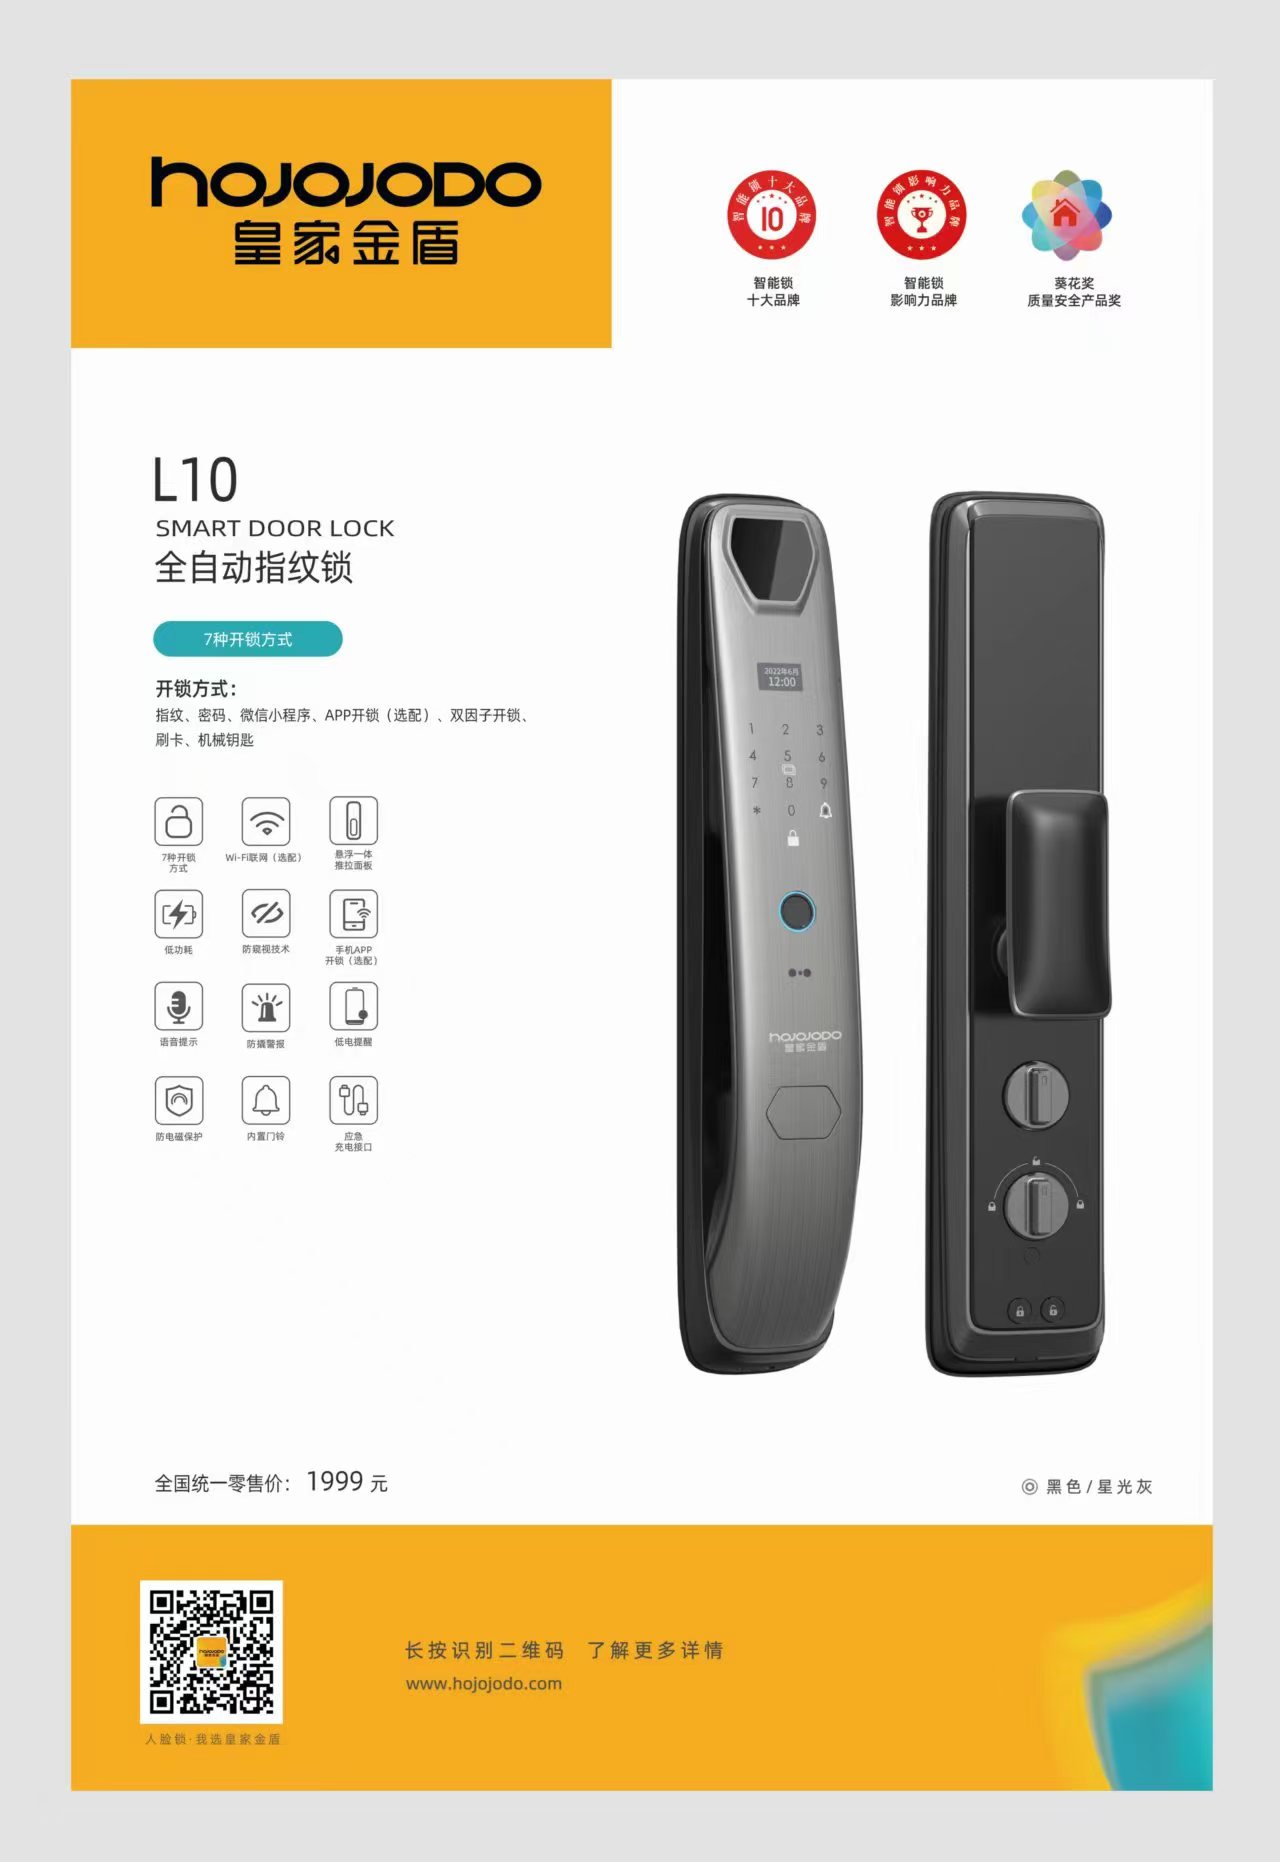 hojojodo
皇家金盾
智能锁十大品牌
10
智能锁影响力品牌
智能锁
十大品牌
智能锁
影响力品牌
葵花奖
质量安全产品奖
L10
SMART DOOR LOCK
全自动指纹锁
7种开锁方式
开锁方式：
指纹、密码、微信小程序、APP开锁（选配）、双因子开锁、
刷卡、机械钥匙
7种开锁
方式
Wi-Fi联网（选配）
悬浮一体
推拉面板
低功耗
防窥视技术
手机APP
开锁（选配）
语音提示
防撬警报
低电提醒
防电磁保护
内置门铃
应急
充电接口
2022年6月
12:00
1 2 3
4 5 6
7 8 9
* 0
hojojodo
皇家金盾
全国统一零售价： 1999 元
黑色/星光灰
hojojodo
人脸锁·我选皇家金盾
长按识别二维码 了解更多详情
www.hojojodo.com